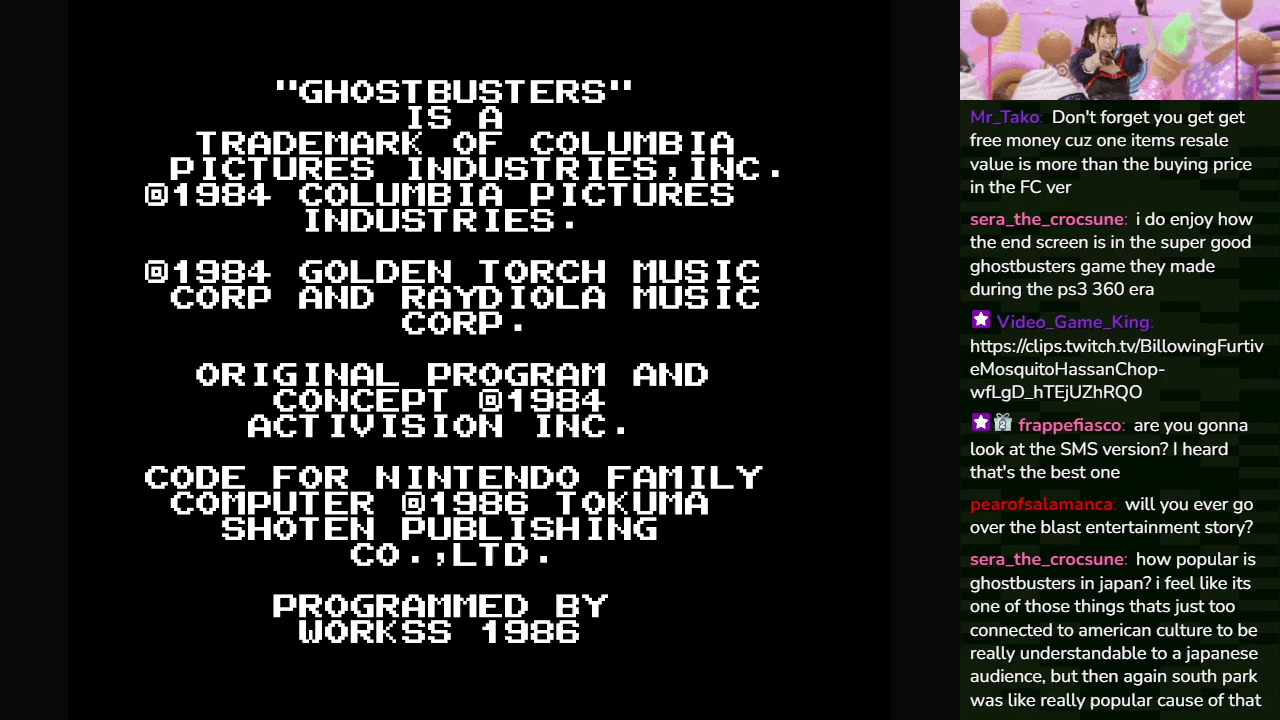 "GHOSTBUSTERS"
IS A
TRADEMARK OF COLUMBIA
PICTURES INDUSTRIES,INC.
©1984 COLUMBIA PICTURES
INDUSTRIES.
©1984 GOLDEN TORCH MUSIC
CORP AND RAYDIOLA MUSIC
CORP.
ORIGINAL PROGRAM AND
CONCEPT ©1984
ACTIVISION INC.
CODE FOR NINTENDO FAMILY
COMPUTER ©1986 TOKUMA
SHOTEN PUBLISHING
CO.,LTD.
PROGRAMMED BY
WORKSS 1986
Mr_Tako: Don't forget you get get
free money cuz one items resale
value is more than the buying price
in the FC ver
sera_the_crocsune: i do enjoy how
the end screen is in the super good
ghostbusters game they made
during the ps3 360 era
Video_Game_King:
https://clips.twitch.tv/BillowingFurtiv
eMosquitoHassanChop-
wfLgD_hTEjUZhRQO
2 frappefiasco: are you gonna
look at the SMS version? I heard
that's the best one
pearofsalamanca: will you ever go
over the blast entertainment story?
sera_the_crocsune: how popular is
ghostbusters in japan? i feel like its
one of those things thats just too
connected to american culture to be
really understandable to a japanese
audience, but then again south park
was like really popular cause of that